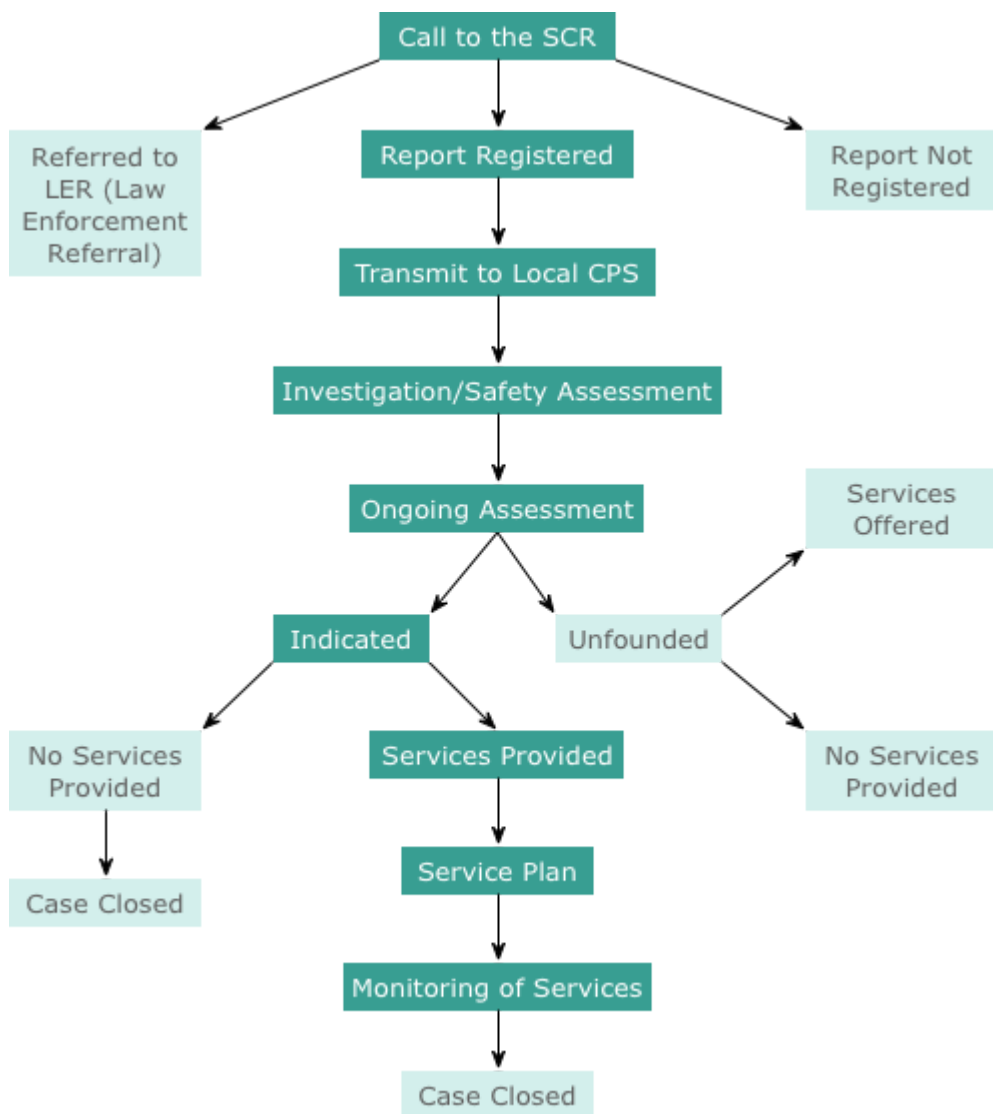 Call to the SCR
Referred to
LER (Law
Enforcement
Referral)
Report Registered
Report Not
Registered
Transmit to Local CPS
Investigation/Safety Assessment
Ongoing Assessment
Services
Offered
Indicated
Unfounded
No Services
Provided
Services Provided
No Services
Provided
Service Plan
Case Closed
Monitoring of Services
Case Closed